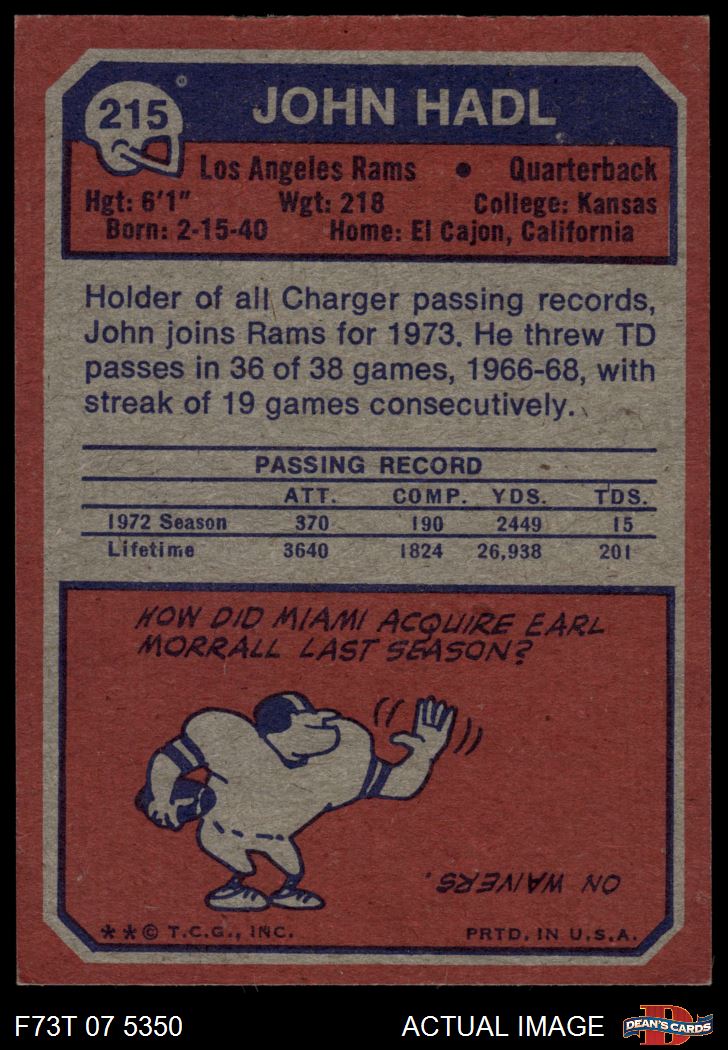 215
JOHN HADL
Los Angeles Rams • Quarterback
Hgt: 6'1" Wgt: 218 College: Kansas
Born: 2-15-40 Home: El Cajon, California
Holder of all Charger passing records,
John joins Rams for 1973. He threw TD
passes in 36 of 38 games, 1966-68, with
streak of 19 games consecutively.
PASSING RECORD
ATT. COMP. YDS. TDS.
1972 Season 370 190 2449 15
Lifetime 3640 1824 26,938 201
HOW DID MIAMI ACQUIRE EARL
MORRALL LAST SEASON?
ON WAIVERS.
**© T.C.G., INC. PRTD. IN U.S.A.
F73T 07 5350 ACTUAL IMAGE
D
DEAN'S CARDS